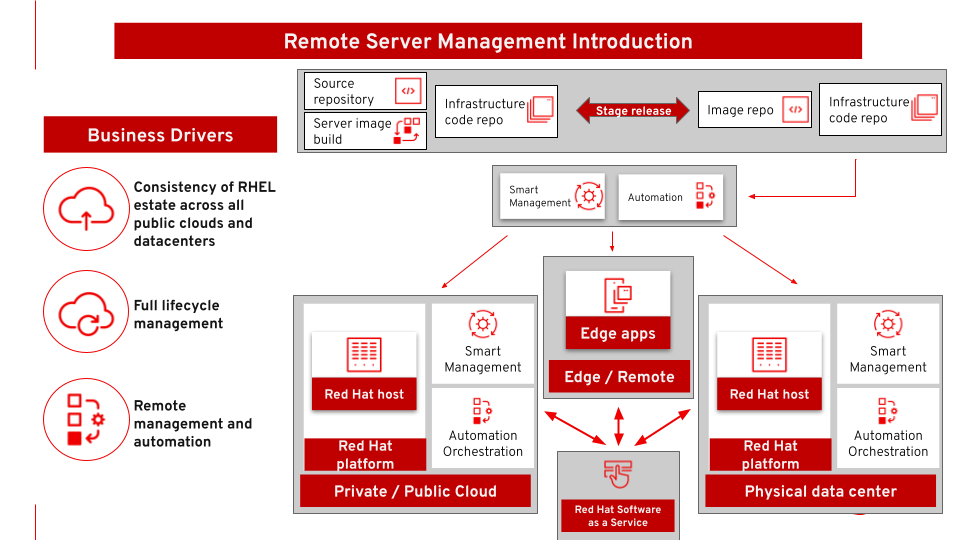 Remote Server Management Introduction
Business Drivers
Consistency of RHEL
estate across all
public clouds and
datacenters
Full lifecycle
management
Remote
management and
automation
Source
repository
</>
Server image
build
Infrastructure
code repo
Stage release
Image repo
</>
Infrastructure
code repo
Smart
Management
Automation
Red Hat host
Red Hat
platform
Smart
Management
Automation
Orchestration
Private / Public Cloud
Edge apps
Edge / Remote
Red Hat Software
as a Service
Red Hat host
Red Hat
platform
Smart
Management
Automation
Orchestration
Physical data center